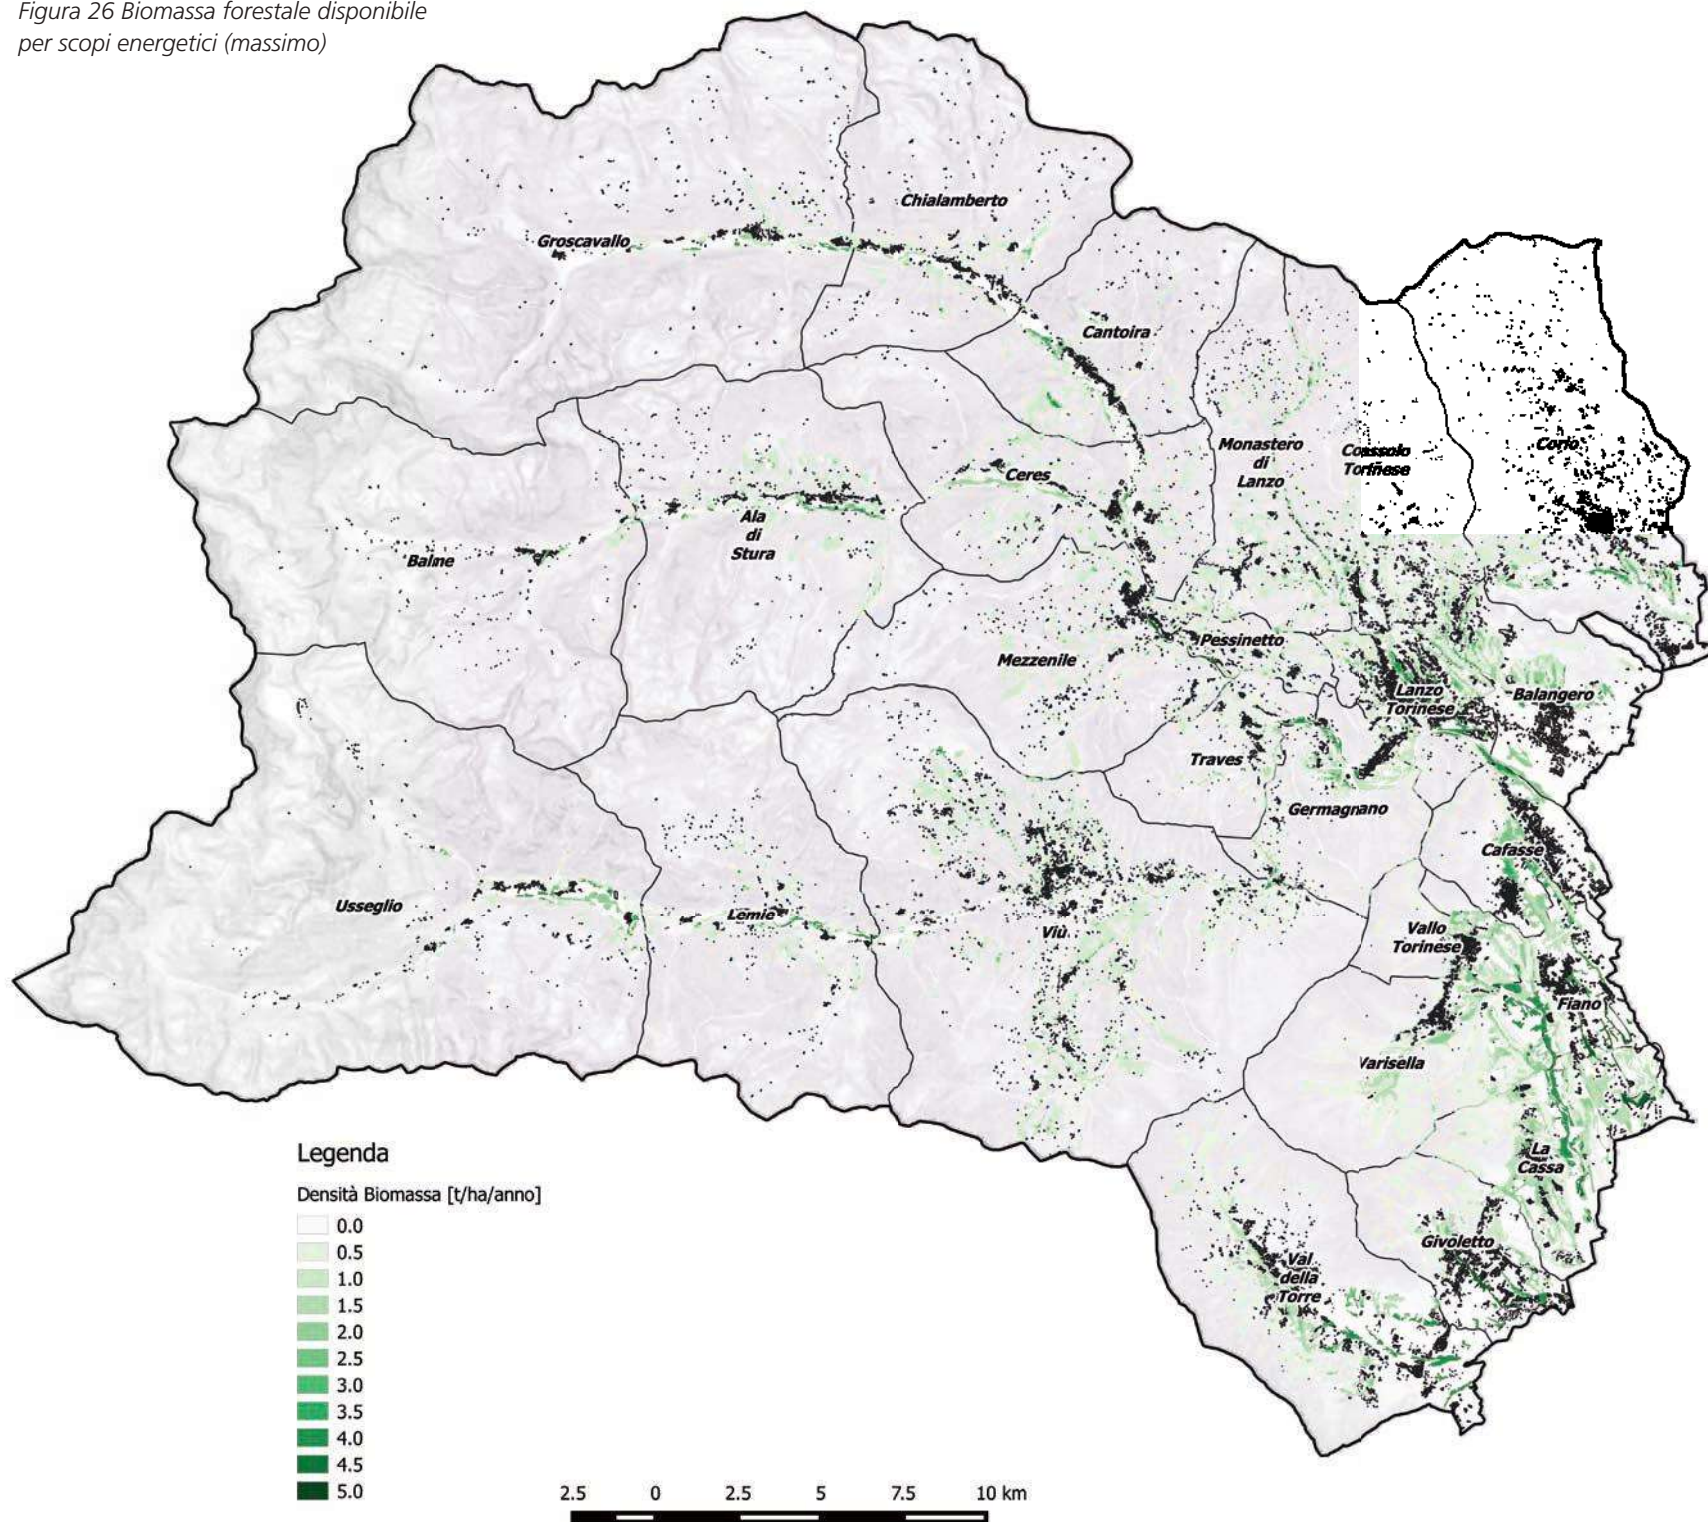 Figura 26 Biomassa forestale disponibile
per scopi energetici (massimo)
Chialamberto
Groscavallo
Cantoira
Monastero
di
Lanzo
Coassolo
Torinese
Corio
Ceres
Ala
di
Stura
Balme
Pessinetto
Mezzenile
Lanzo
Torinese
Balangero
Traves
Germagnano
Cafasse
Usseglio
Lemie
Viù
Vallo
Torinese
Fiano
Varisella
La
Cassa
Givoletto
Val
della
Torre
Legenda
Densità Biomassa [t/ha/anno]
0.0
0.5
1.0
1.5
2.0
2.5
3.0
3.5
4.0
4.5
5.0
2.5 0 2.5 5 7.5 10 km